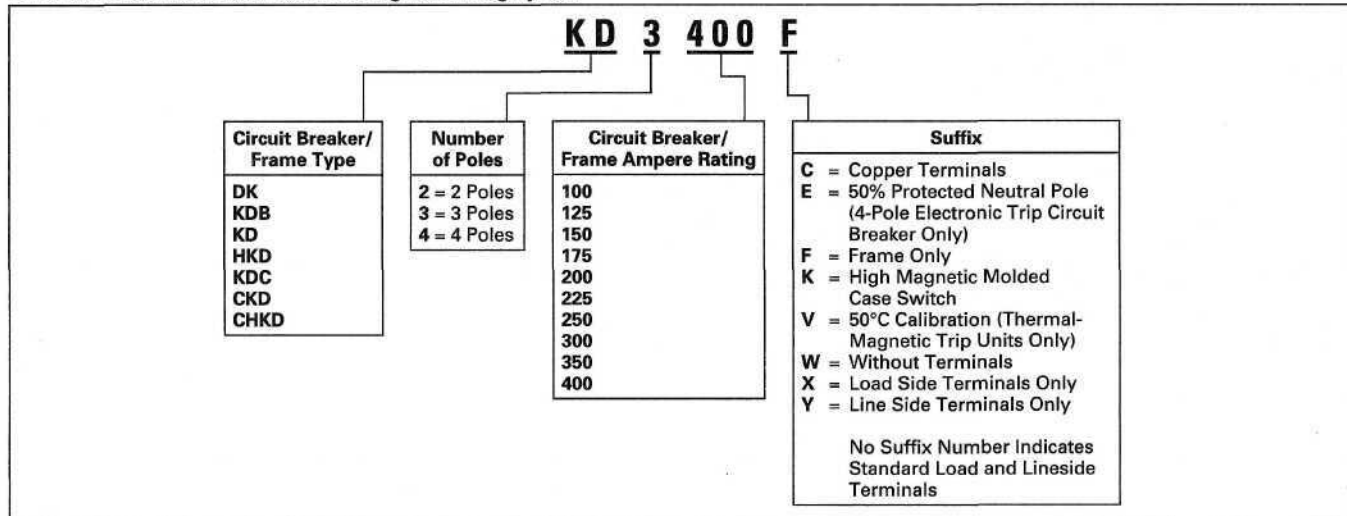 KD 3 400 F
Circuit Breaker/
Frame Type
DK
KDB
KD
HKD
KDC
CKD
CHKD
Number
of Poles
2 = 2 Poles
3 = 3 Poles
4 = 4 Poles
Circuit Breaker/
Frame Ampere Rating
100
125
150
175
200
225
250
300
350
400
Suffix
C = Copper Terminals
E = 50% Protected Neutral Pole
(4-Pole Electronic Trip Circuit
Breaker Only)
F = Frame Only
K = High Magnetic Molded
Case Switch
V = 50°C Calibration (Thermal-
Magnetic Trip Units Only)
W = Without Terminals
X = Load Side Terminals Only
Y = Line Side Terminals Only
No Suffix Number Indicates
Standard Load and Lineside
Terminals